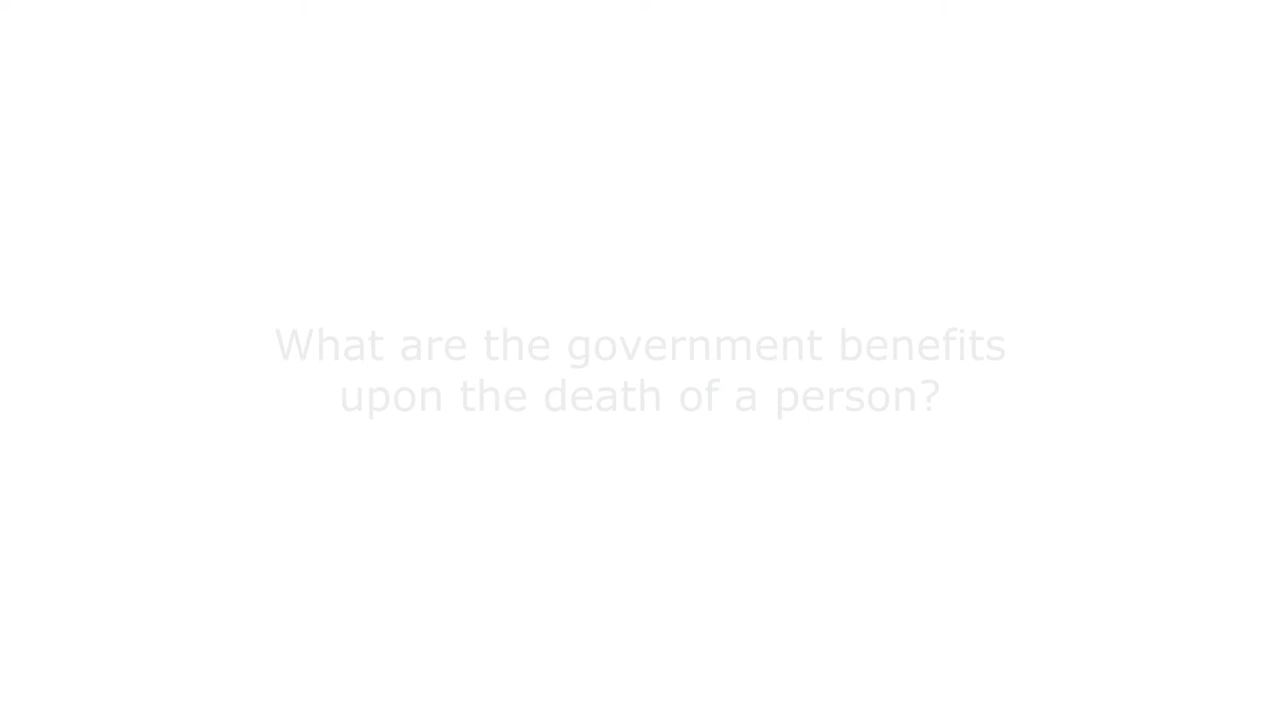 What are the government benefits
upon the death of a person?